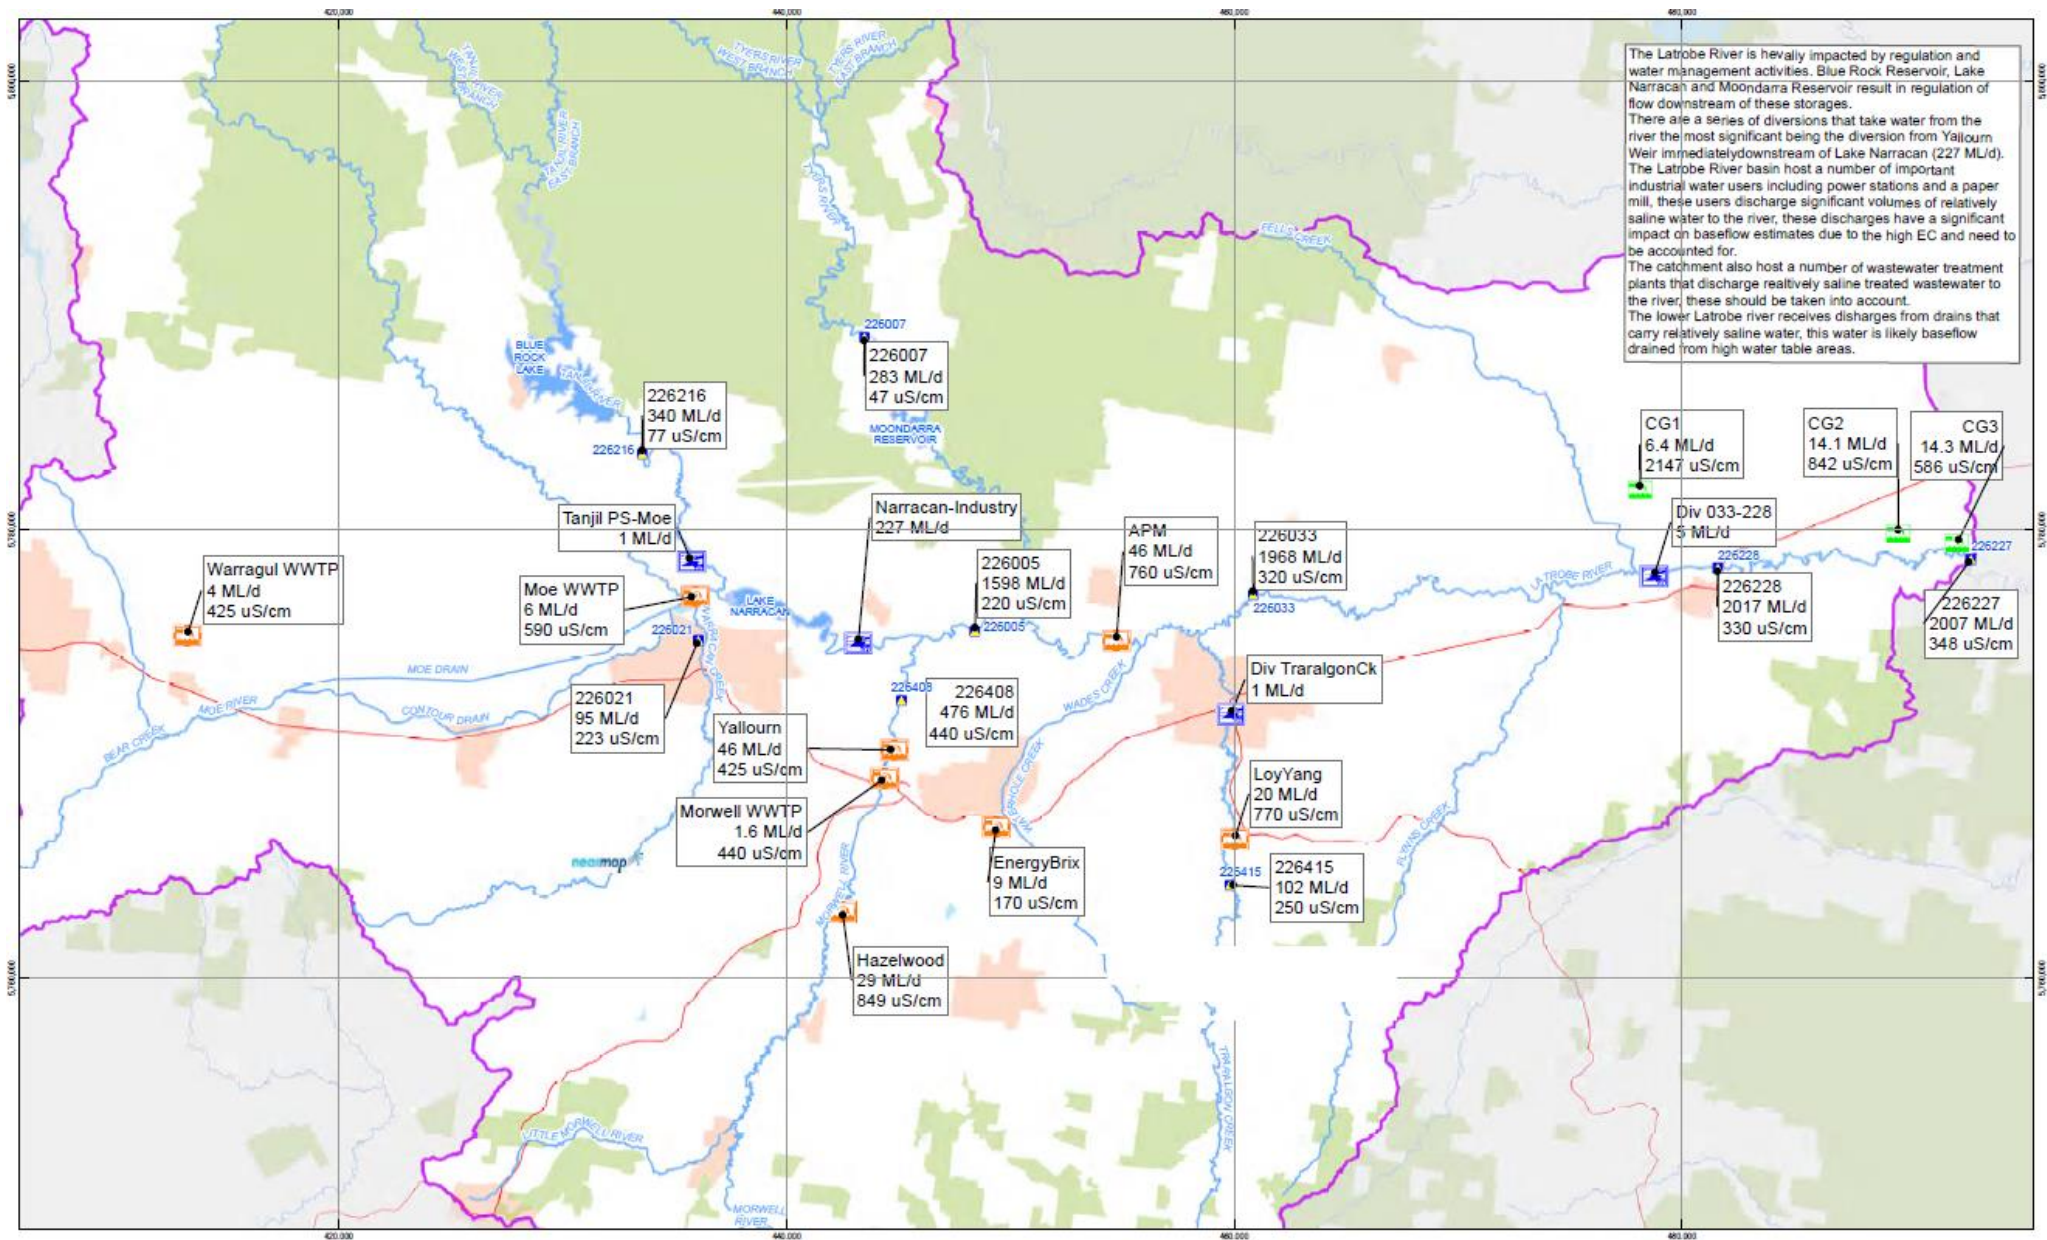 420,000
440,000
460,000
480,000
5,800,000
5,800,000
TANJIL RIVER
WEST BRANCH
TYERS RIVER
WEST BRANCH
TYERS RIVER
EAST BRANCH
TANJIL RIVER
EAST BRANCH
TYERS RIVER
FELLS CREEK
The Latrobe River is hevally impacted by regulation and
water management activities. Blue Rock Reservoir, Lake
Narracan and Moondarra Reservoir result in regulation of
flow downstream of these storages.
There are a series of diversions that take water from the
river the most significant being the diversion from Yallourn
Weir immediatelydownstream of Lake Narracan (227 ML/d).
The Latrobe River basin host a number of important
industrial water users including power stations and a paper
mill, these users discharge significant volumes of relatively
saline water to the river, these discharges have a significant
impact on baseflow estimates due to the high EC and need to
be accounted for.
The catchment also host a number of wastewater treatment
plants that discharge realtively saline treated wastewater to
the river, these should be taken into account.
The lower Latrobe river receives disharges from drains that
carry relatively saline water, this water is likely baseflow
drained from high water table areas.
BLUE
ROCK
LAKE
TANJIL RIVER
226007
226007
283 ML/d
47 uS/cm
MOONDARRA
RESERVOIR
226216
340 ML/d
77 uS/cm
226216
CG1
6.4 ML/d
2147 uS/cm
CG2
14.1 ML/d
842 uS/cm
CG3
14.3 ML/d
586 uS/cm
5,780,000
5,780,000
Tanjil PS-Moe
1 ML/d
Narracan-Industry
227 ML/d
APM
46 ML/d
760 uS/cm
226033
1968 ML/d
320 uS/cm
226033
Div 033-228
5 ML/d
226228
226228
2017 ML/d
330 uS/cm
226227
226227
2007 ML/d
348 uS/cm
Warragul WWTP
4 ML/d
425 uS/cm
Moe WWTP
6 ML/d
590 uS/cm
LAKE
NARRACAN
226005
1598 ML/d
220 uS/cm
226005
LATROBE RIVER
226021
226021
95 ML/d
223 uS/cm
NARRACAN CREEK
MOE DRAIN
MOE RIVER
CONTOUR DRAIN
BEAR CREEK
226408
226408
476 ML/d
440 uS/cm
WADES CREEK
Div TraralgonCk
1 ML/d
Yallourn
46 ML/d
425 uS/cm
WATERHOLE CREEK
Morwell WWTP
1.6 ML/d
440 uS/cm
LoyYang
20 ML/d
770 uS/cm
FLYNNS CREEK
nearmap
EnergyBrix
9 ML/d
170 uS/cm
226415
226415
102 ML/d
250 uS/cm
MORWELL RIVER
Hazelwood
29 ML/d
849 uS/cm
5,760,000
5,760,000
TRARALGON CREEK
LITTLE MORWELL RIVER
MORWELL
RIVER
420,000
440,000
460,000
480,000